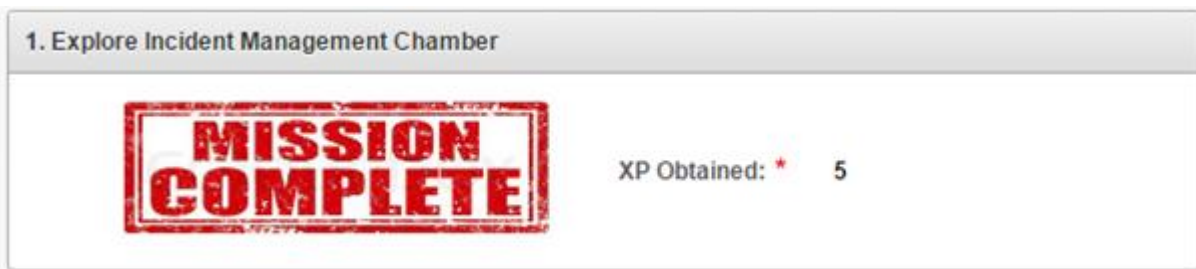 1. Explore Incident Management Chamber
MISSION
COMPLETE
XP Obtained: * 5